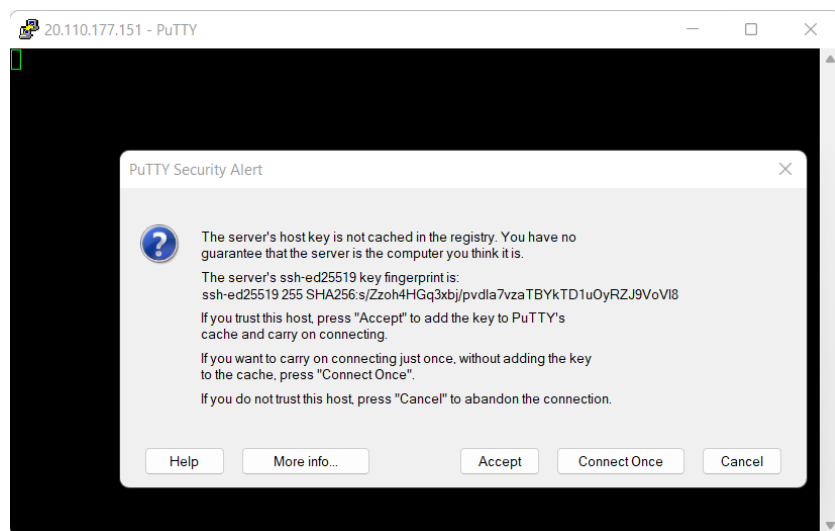 20.110.177.151 - PuTTY
PuTTY Security Alert
The server's host key is not cached in the registry. You have no
guarantee that the server is the computer you think it is.
The server's ssh-ed25519 key fingerprint is:
ssh-ed25519 255 SHA256:s/Zzoh4HGq3xbj/pvdla7vzaTBYkTD1uOyRZJ9VoVl8
If you trust this host, press "Accept" to add the key to PuTTY's
cache and carry on connecting.
If you want to carry on connecting just once, without adding the key
to the cache, press "Connect Once".
If you do not trust this host, press "Cancel" to abandon the connection.
Help More info... Accept Connect Once Cancel